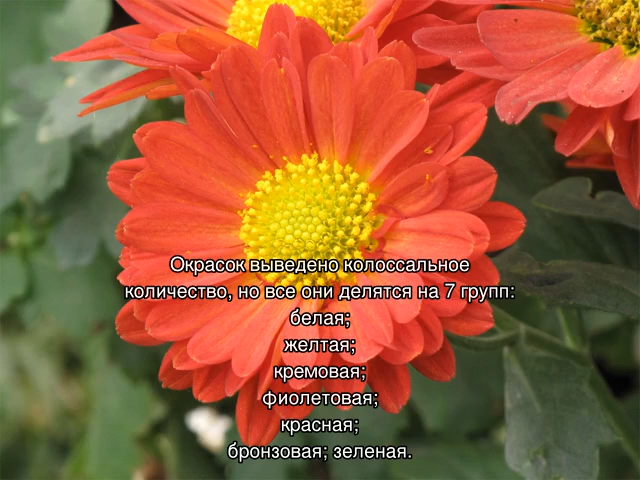 Окрасок выведено колоссальное
количество, но все они делятся на 7 групп:
белая;
желтая;
кремовая;
фиолетовая;
красная;
бронзовая; зеленая.